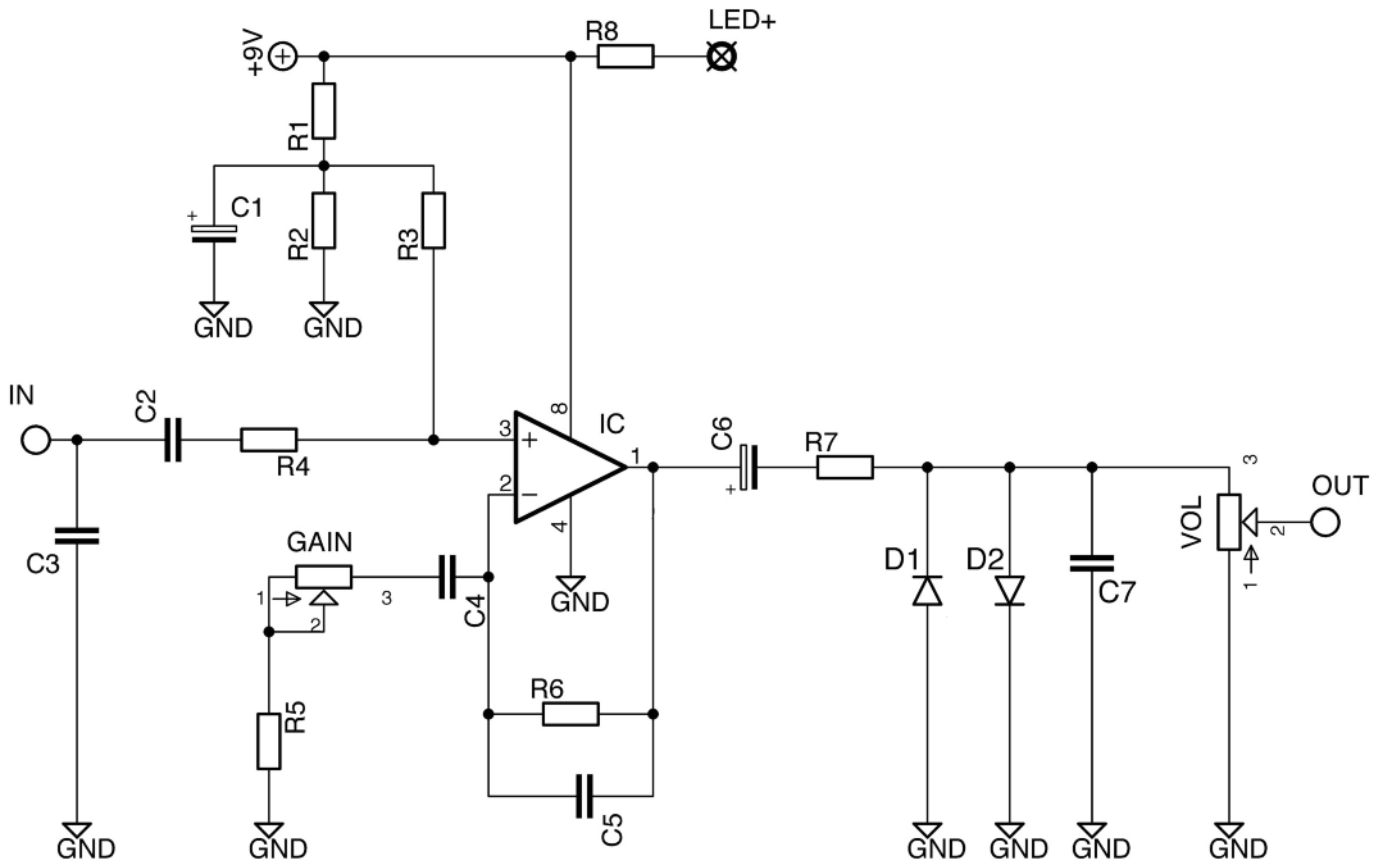 LED+
R8
+9V
R1
C1
+
R2
R3
GND
GND
IN
C2
R4
3
+
8
IC
1
2
−
4
GND
C6
+
R7
3
OUT
VOL
2
1
C3
GAIN
1
2
3
C4
D1
D2
C7
R6
R5
C5
GND
GND
GND
GND
GND
GND